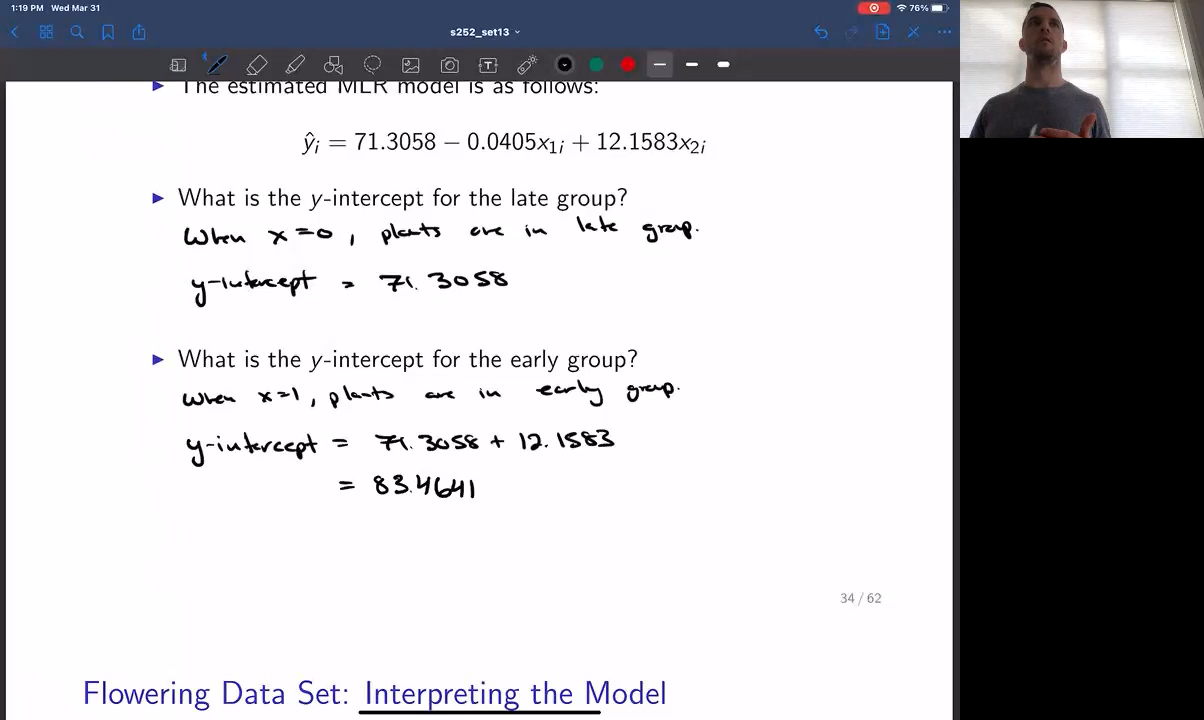 1:19 PM Wed Mar 31
76%
s252_set13
The estimated MLR model is as follows:
ŷᵢ = 71.3058 − 0.0405x₁ᵢ + 12.1583x₂ᵢ
What is the y-intercept for the late group?
When x=0, plants are in late group.
y-intercept = 71.3058
What is the y-intercept for the early group?
When x=1, plants are in early group.
y-intercept = 71.3058 + 12.1583
= 83.4641
34 / 62
Flowering Data Set: Interpreting the Model